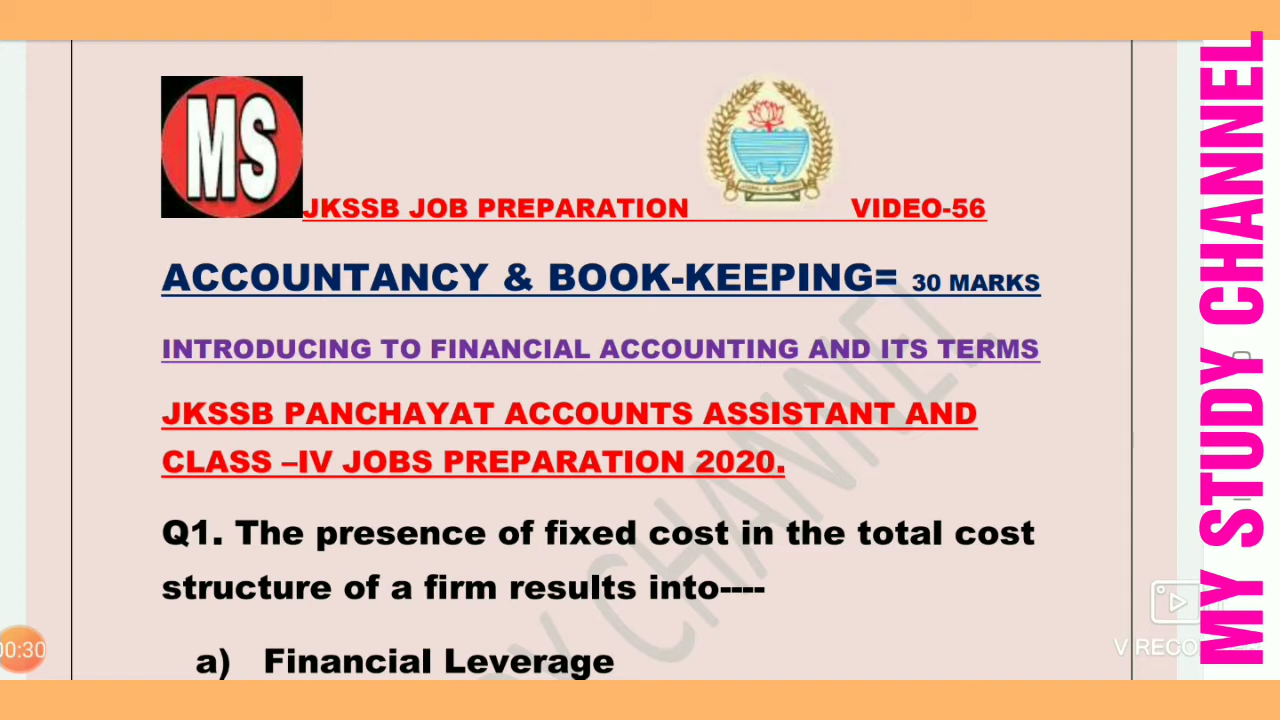 MS
JKSSB JOB PREPARATION VIDEO-56
ACCOUNTANCY & BOOK-KEEPING= 30 MARKS
INTRODUCING TO FINANCIAL ACCOUNTING AND ITS TERMS
JKSSB PANCHAYAT ACCOUNTS ASSISTANT AND
CLASS –IV JOBS PREPARATION 2020.
Q1. The presence of fixed cost in the total cost
structure of a firm results into----
a) Financial Leverage
MY STUDY CHANNEL
Y CHANNEL
00:30
V RECO